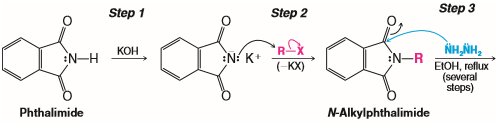 Step 1
Step 2
Step 3
O
N–H
O
Phthalimide
KOH
O
N:⁻ K+
O
R–X
(–KX)
O
:N–R
O
N-Alkylphthalimide
NH2NH2
EtOH, reflux
(several
steps)